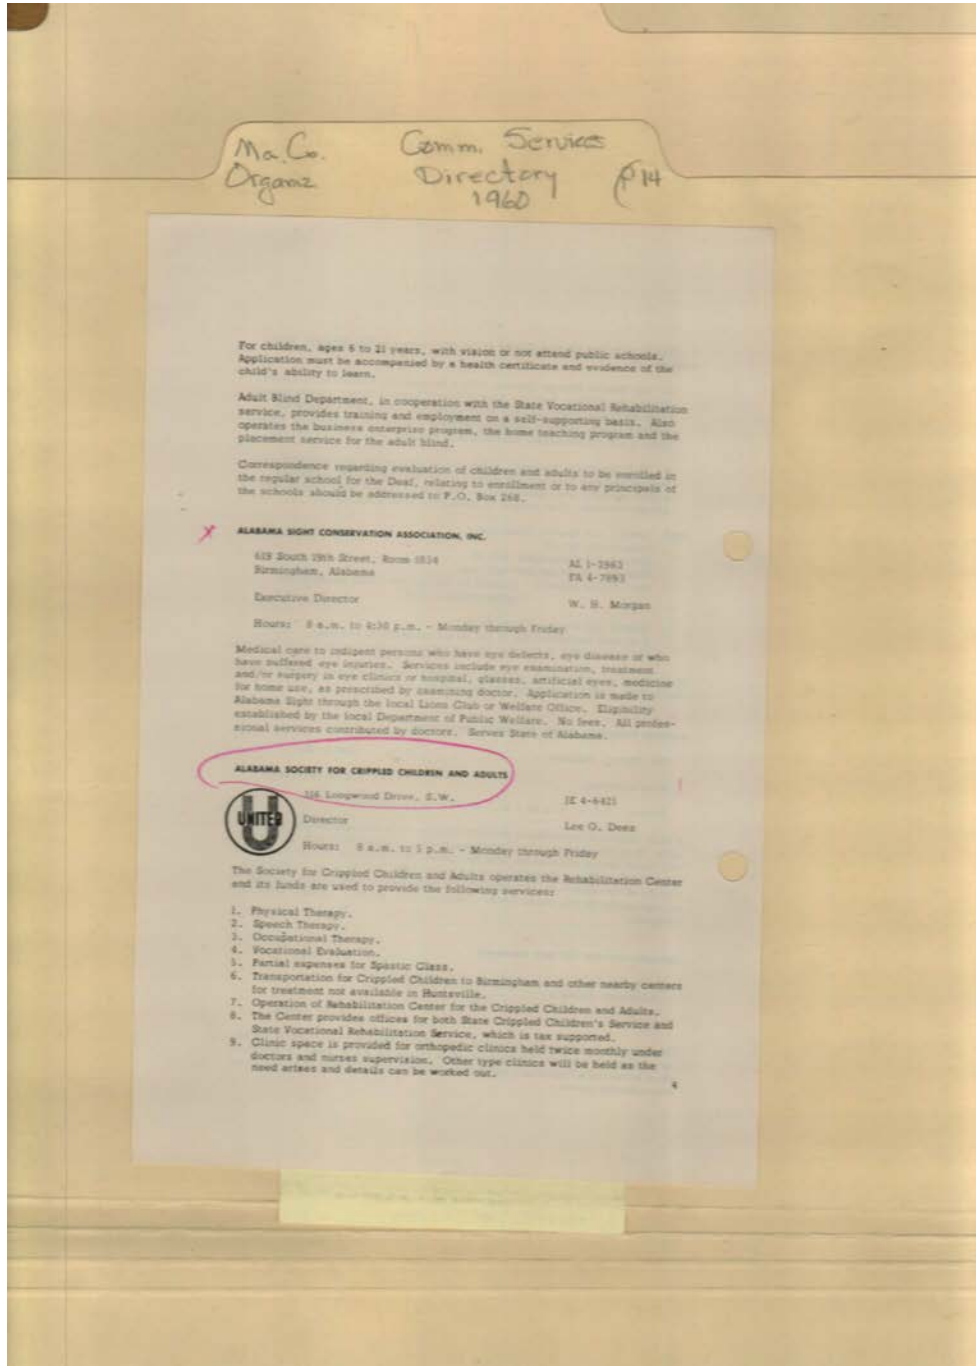 Ma. Co. Comm. Services
Organz Directory p 14
1960
For children, ages 6 to 21 years, with vision or not attend public schools.
Application must be accompanied by a health certificate and evidence of the
child's ability to learn.
Adult Blind Department, in cooperation with the State Vocational Rehabilitation
service, provides training and employment on a self-supporting basis. Also
operates the business enterprise program, the home teaching program and the
placement service for the adult blind.
Correspondence regarding evaluation of children and adults to be enrolled in
the regular school for the Deaf, relating to enrollment or to any principals of
the schools should be addressed to P.O. Box 268.
X ALABAMA SIGHT CONSERVATION ASSOCIATION, INC.
South 19th Street, Room
Birmingham, Alabama
Executive Director W. H. Morgan
Hours: 8 a.m. to 4:30 p.m. - Monday through Friday
Medical care to indigent persons who have eye defects, eye disease or who
have suffered eye injuries. Services include eye examination, treatment
and/or surgery in eye clinics or hospital, glasses, artificial eyes, medicine
for home use, as prescribed by examining doctor. Application is made to
Alabama Sight through the local Lions Club or Welfare Office. Eligibility
established by the local Department of Public Welfare. No fees. All profes-
sional services contributed by doctors. Serves State of Alabama.
ALABAMA SOCIETY FOR CRIPPLED CHILDREN AND ADULTS
Longwood Drive, S.W. JE 4-6421
UNITED
Director Lee O. Dees
Hours: 8 a.m. to 5 p.m. - Monday through Friday
The Society for Crippled Children and Adults operates the Rehabilitation Center
and its funds are used to provide the following services:
1. Physical Therapy.
2. Speech Therapy.
3. Occupational Therapy.
4. Vocational Evaluation.
5. Partial expenses for Spastic Class.
6. Transportation for Crippled Children to Birmingham and other nearby centers
for treatment not available in Huntsville.
7. Operation of Rehabilitation Center for the Crippled Children and Adults.
8. The Center provides offices for both State Crippled Children's Service and
State Vocational Rehabilitation Service, which is tax supported.
9. Clinic space is provided for orthopedic clinics held twice monthly under
doctors and nurses supervision. Other type clinics will be held as the
need arises and details can be worked out.
4